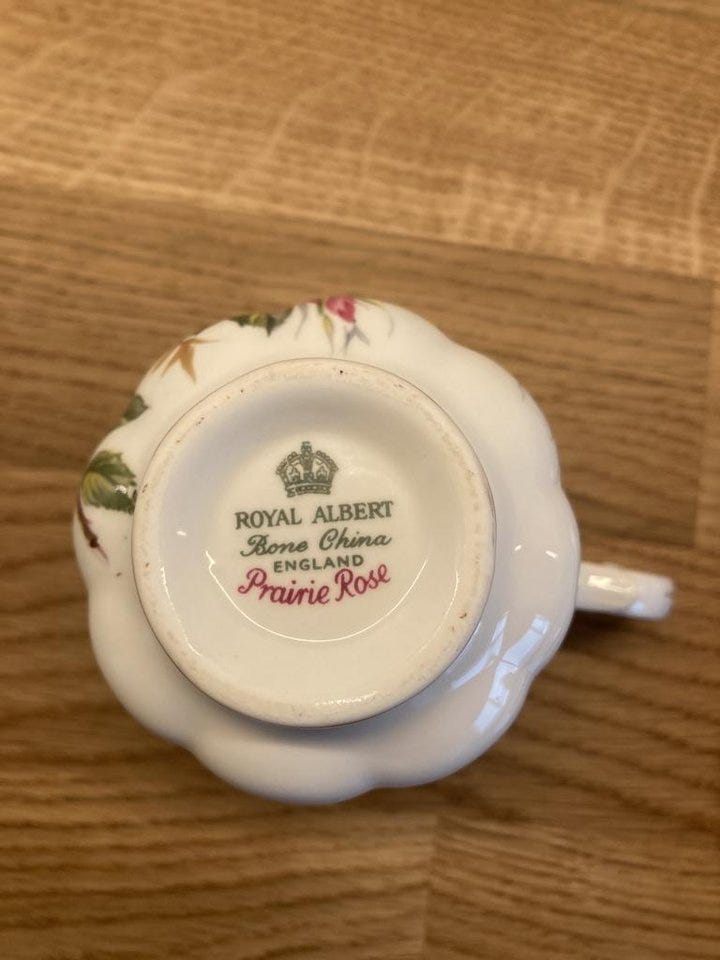 ROYAL ALBERT
Bone China
ENGLAND
Prairie Rose